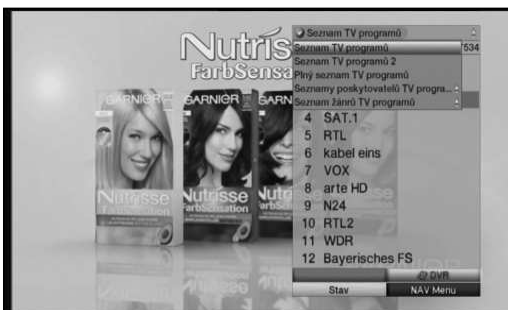 Nutris
FarbSensa
GARNIER
GARNIER
GARN
Nutrisse
FarbSensation
Nutrisse
FarbSensation
Nutr
arbSen
Seznam TV programů
Seznam TV programů
7534
Seznam TV programů 2
Plný seznam TV programů
Seznamy poskytovatelů TV progra...
Seznam žánrů TV programů
4 SAT.1
5 RTL
6 kabel eins
7 VOX
8 arte HD
9 N24
10 RTL2
11 WDR
12 Bayerisches FS
DVR
Stav
NAV Menu